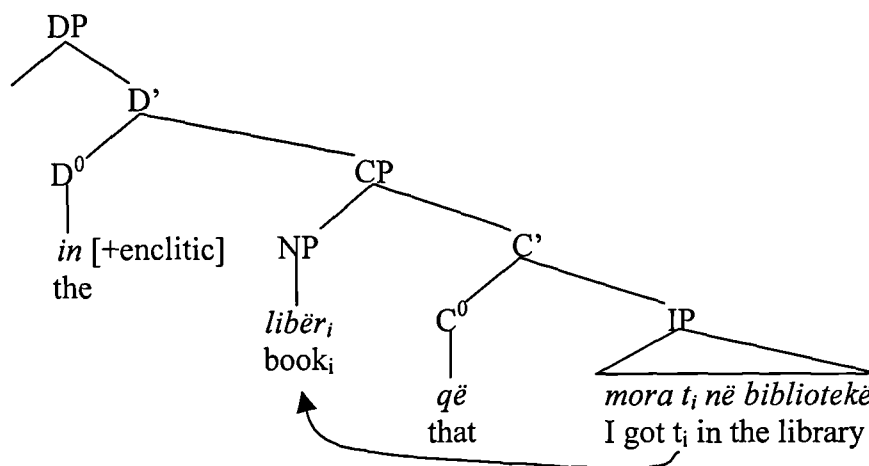 DP
D’
D⁰
CP
in [+enclitic]
the
NP
C’
libërᵢ
bookᵢ
C⁰
IP
që
that
mora tᵢ në bibliotekë
I got tᵢ in the library